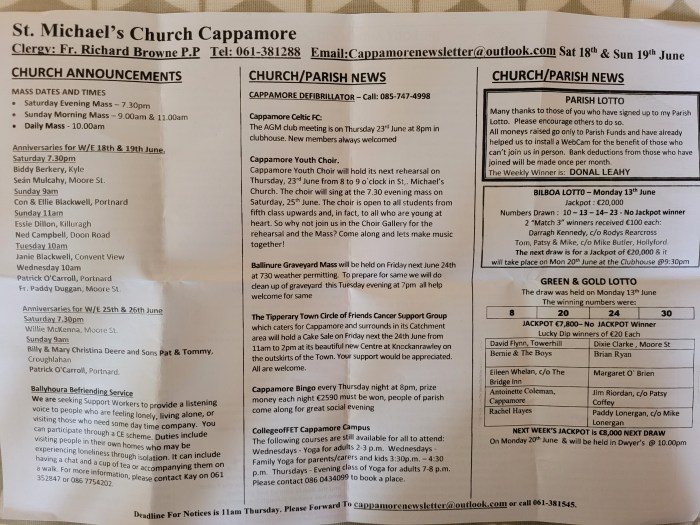 St. Michael's Church Cappamore
Clergy: Fr. Richard Browne P.P Tel: 061-381288 Email:Cappamorenewsletter@outlook.com Sat 18th & Sun 19th June
CHURCH ANNOUNCEMENTS
MASS DATES AND TIMES
• Saturday Evening Mass – 7.30pm
• Sunday Morning Mass – 9.00am & 11.00am
• Daily Mass - 10.00am
Anniversaries for W/E 18th & 19th June.
Saturday 7.30pm
Biddy Berkery, Kyle
Seán Mulcahy, Moore St.
Sunday 9am
Con & Ellie Blackwell, Portnard
Sunday 11am
Essie Dillon, Killuragh
Ned Campbell, Doon Road
Tuesday 10am
Janie Blackwell, Convent View
Wednesday 10am
Patrick O'Carroll, Portnard
Fr. Paddy Duggan, Moore St.
Anniversaries for W/E 25th & 26th June
Saturday 7.30pm
Willie McKenna, Moore St.
Sunday 9am
Billy & Mary Christina Deere and Sons Pat & Tommy,
Croughlahan
Patrick O'Carroll, Portnard.
Ballyhoura Befriending Service
We are seeking Support Workers to provide a listening
voice to people who are feeling lonely, living alone, or
visiting those who need some day time company. You
can participate through a CE scheme. Duties include
visiting people in their own homes who may be
experiencing loneliness through isolation. It can include
having a chat and a cup of tea or accompanying them on
a walk. For more information, please contact Kay on 061
352847 or 086 7754202.
CHURCH/PARISH NEWS
CAPPAMORE DEFIBRILLATOR – Call: 085-747-4998
Cappamore Celtic FC:
The AGM club meeting is on Thursday 23rd June at 8pm in
clubhouse. New members always welcomed
Cappamore Youth Choir.
Cappamore Youth Choir will hold its next rehearsal on
Thursday, 23rd June from 8 to 9 o'clock in St,. Michael's
Church. The choir will sing at the 7.30 evening mass on
Saturday, 25th June. The choir is open to all students from
fifth class upwards and, in fact, to all who are young at
heart. So why not join us in the Choir Gallery for the
rehearsal and the Mass? Come along and lets make music
together!
Ballinure Graveyard Mass will be held on Friday next June 24th
at 730 weather permitting. To prepare for same we will do
clean up of graveyard this Tuesday evening at 7pm all help
welcome for same
The Tipperary Town Circle of Friends Cancer Support Group
which caters for Cappamore and surrounds in its Catchment
area will hold a Cake Sale on Friday next the 24th June from
11am to 2pm at its beautiful new Centre at Knockanrawley on
the outskirts of the Town. Your support would be appreciated.
All are welcome.
Cappamore Bingo every Thursday night at 8pm, prize
money each night €2590 must be won, people of parish
come along for great social evening
CollegeofFET Cappamore Campus
The following courses are still available for all to attend:
Wednesdays - Yoga for adults 2-3 p.m. Wednesdays -
Family Yoga for parents/carers and kids 3:30p.m. – 4:30
p.m. Thursdays - Evening class of Yoga for adults 7-8 p.m.
Please contact 086 0434099 to book a place.
CHURCH/PARISH NEWS
PARISH LOTTO
Many thanks to those of you who have signed up to my Parish
Lotto. Please encourage others to do so.
All moneys raised go only to Parish Funds and have already
helped us to install a WebCam for the benefit of those who
can't join us in person. Bank deductions from those who have
joined will be made once per month.
The Weekly Winner is: DONAL LEAHY
BILBOA LOTTO – Monday 13th June
Jackpot : €20,000
Numbers Drawn : 10 – 13 – 14– 23 - No Jackpot winner
2 "Match 3" winners received €100 each:
Darragh Kennedy, c/o Rodys Rearcross
Tom, Patsy & Mike, c/o Mike Butler, Hollyford
The next draw is for a Jackpot of €20,000 & it
will take place on Mon 20th June at the Clubhouse @9:30pm
GREEN & GOLD LOTTO
The draw was held on Monday 13th June
The winning numbers were:
8 20 24 30
JACKPOT €7,800– No JACKPOT Winner
Lucky Dip winners of €20 Each
David Flynn, Towerhill Dixie Clarke , Moore St
Bernie & The Boys Brian Ryan
Eileen Whelan, c/o The Margaret O' Brien
Bridge Inn
Antoinette Coleman, Jim Riordan, c/o Patsy
Cappamore Coffey
Rachel Hayes Paddy Lonergan, c/o Mike
Lonergan
NEXT WEEK'S JACKPOT is €8,000 NEXT DRAW
On Monday 20th June & will be held in Dwyer's @ 10.00pm
Deadline For Notices is 11am Thursday. Please Forward To cappamorenewsletter@outlook.com or call 061-381545.